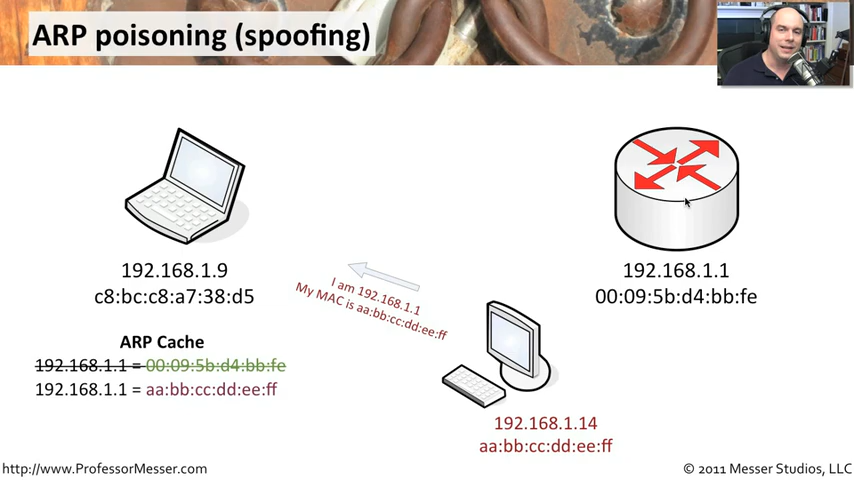 ARP poisoning (spoofing)
192.168.1.9
c8:bc:c8:a7:38:d5
192.168.1.1
00:09:5b:d4:bb:fe
I am 192.168.1.1
My MAC is aa:bb:cc:dd:ee:ff
ARP Cache
192.168.1.1 = 00:09:5b:d4:bb:fe
192.168.1.1 = aa:bb:cc:dd:ee:ff
192.168.1.14
aa:bb:cc:dd:ee:ff
http://www.ProfessorMesser.com
© 2011 Messer Studios, LLC